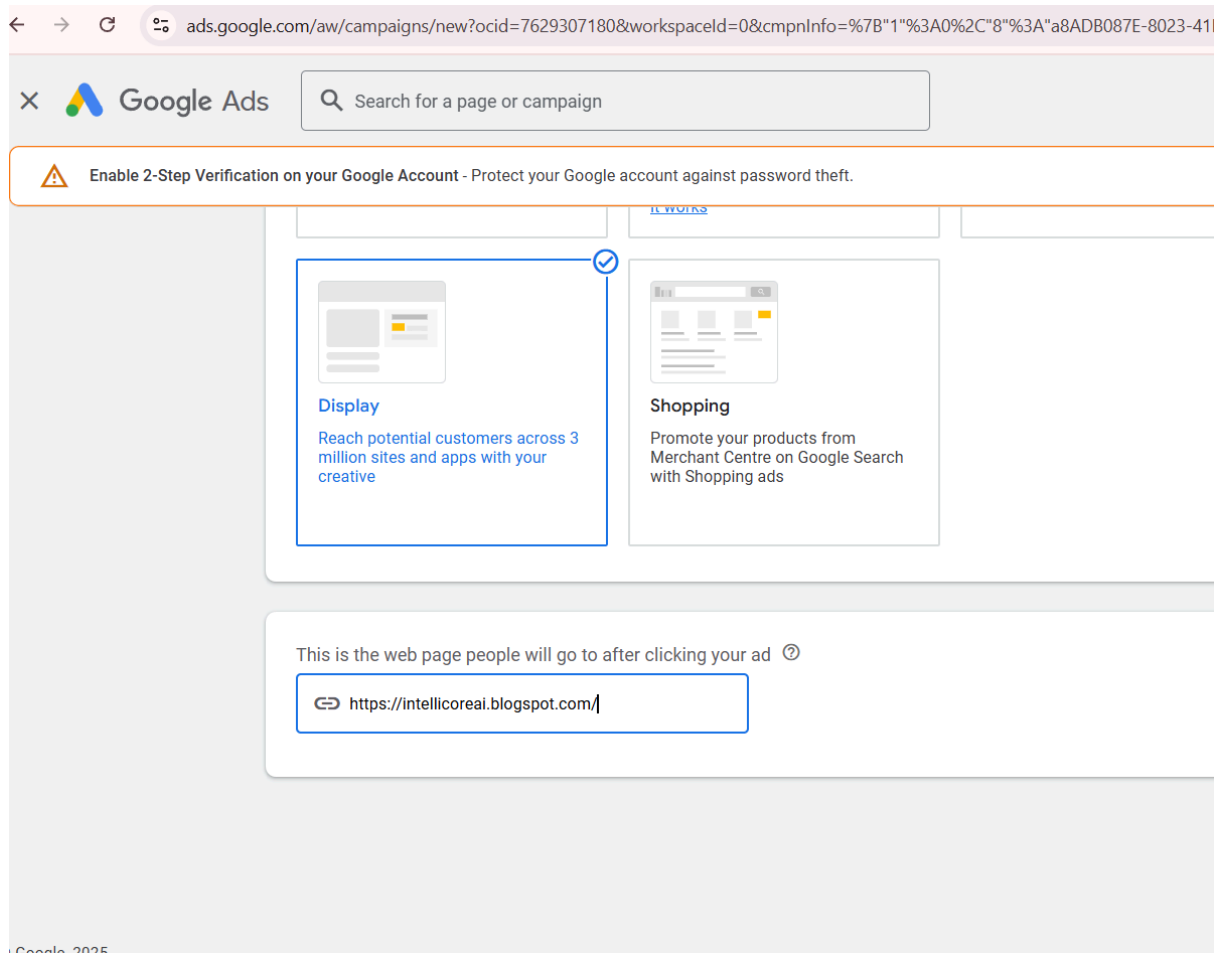 ads.google.com/aw/campaigns/new?ocid=7629307180&workspaceId=0&cmpnInfo=%7B"1"%3A0%2C"8"%3A"a8ADB087E-8023-41
Google Ads
Search for a page or campaign
Enable 2-Step Verification on your Google Account - Protect your Google account against password theft.
it works
Display
Reach potential customers across 3
million sites and apps with your
creative
Shopping
Promote your products from
Merchant Centre on Google Search
with Shopping ads
This is the web page people will go to after clicking your ad
https://intellicoreai.blogspot.com/
Google, 2025